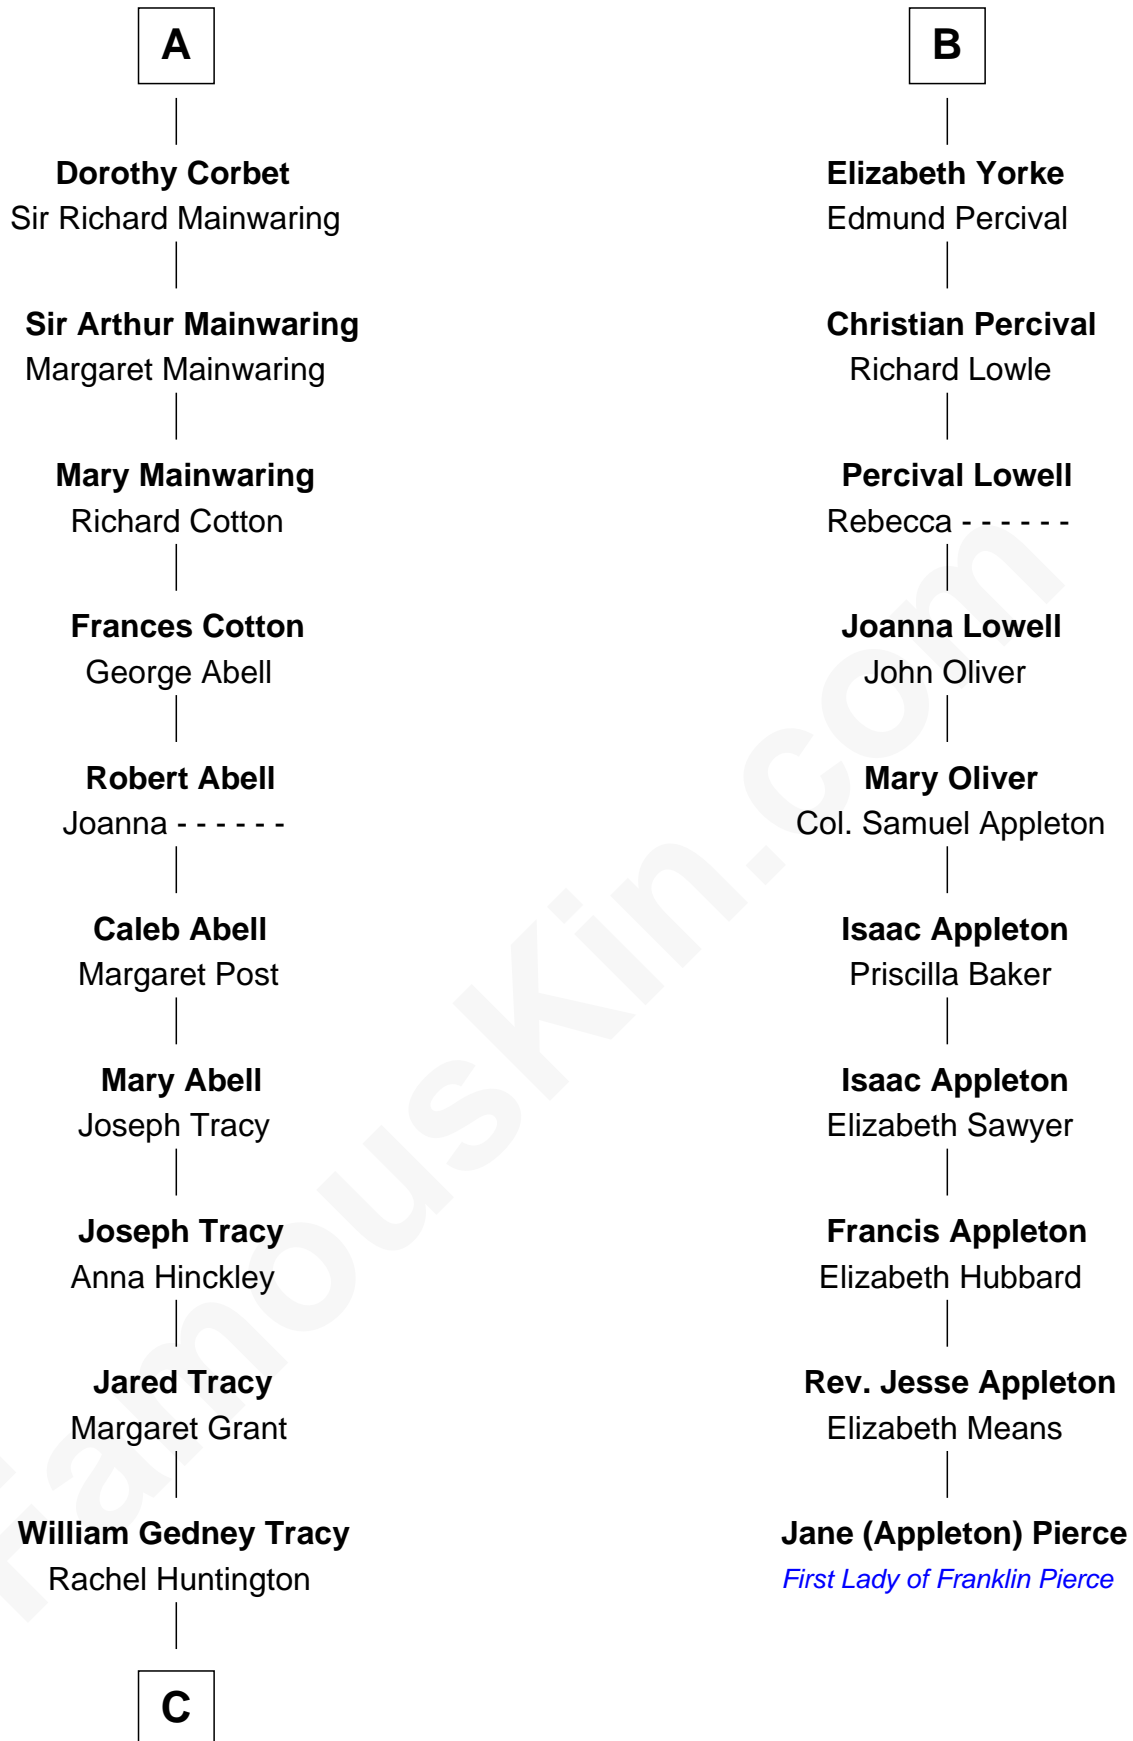 A
Dorothy Corbet
Sir Richard Mainwaring
Sir Arthur Mainwaring
Margaret Mainwaring
Mary Mainwaring
Richard Cotton
Frances Cotton
George Abell
Robert Abell
Joanna - - - - - -
Caleb Abell
Margaret Post
Mary Abell
Joseph Tracy
Joseph Tracy
Anna Hinckley
Jared Tracy
Margaret Grant
William Gedney Tracy
Rachel Huntington
C
B
Elizabeth Yorke
Edmund Percival
Christian Percival
Richard Lowle
Percival Lowell
Rebecca - - - - - -
Joanna Lowell
John Oliver
Mary Oliver
Col. Samuel Appleton
Isaac Appleton
Priscilla Baker
Isaac Appleton
Elizabeth Sawyer
Francis Appleton
Elizabeth Hubbard
Rev. Jesse Appleton
Elizabeth Means
Jane (Appleton) Pierce
First Lady of Franklin Pierce
FamousKin.com